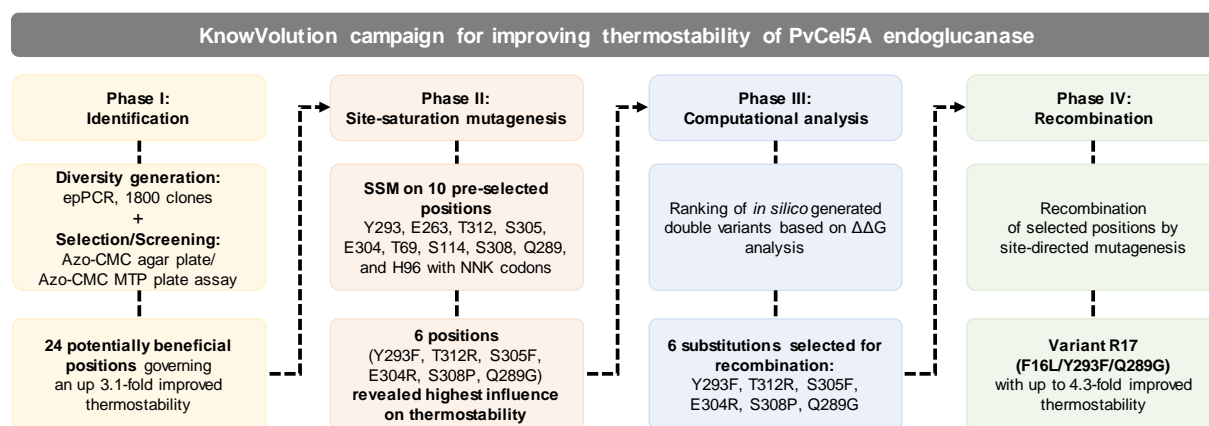 KnowVolution campaign for improving thermostability of PvCel5A endoglucanase
Phase I:
Identification
Diversity generation:
epPCR, 1800 clones
+
Selection/Screening:
Azo-CMC agar plate/
Azo-CMC MTP plate assay
24 potentially beneficial
positions governing
an up 3.1-fold improved
thermostability
Phase II:
Site-saturation mutagenesis
SSM on 10 pre-selected
positions
Y293, E263, T312, S305,
E304, T69, S114, S308, Q289,
and H96 with NNK codons
6 positions
(Y293F, T312R, S305F,
E304R, S308P, Q289G)
revealed highest influence
on thermostability
Phase III:
Computational analysis
Ranking of in silico generated
double variants based on ΔΔG
analysis
6 substitutions selected for
recombination:
Y293F, T312R, S305F,
E304R, S308P, Q289G
Phase IV:
Recombination
Recombination
of selected positions by
site-directed mutagenesis
Variant R17
(F16L/Y293F/Q289G)
with up to 4.3-fold improved
thermostability